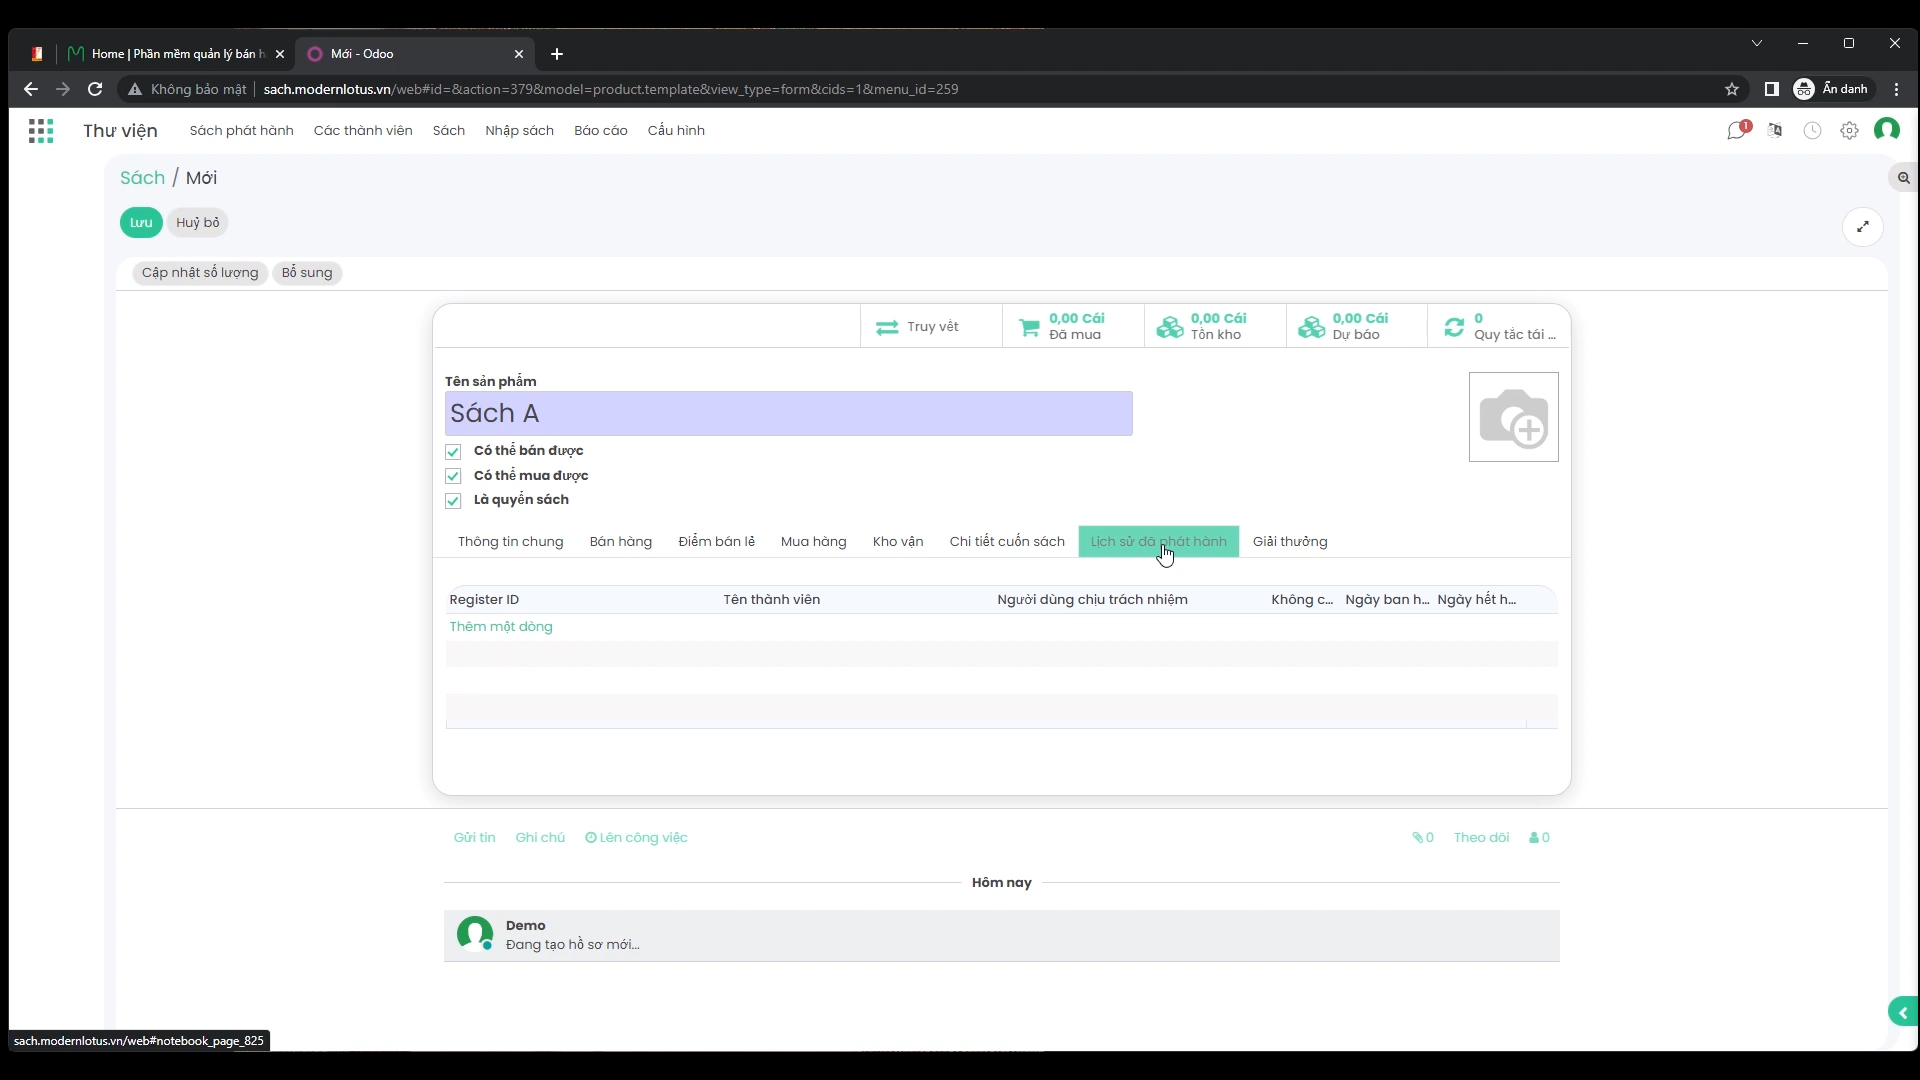 Home | Phần mềm quản lý bán h
Mới - Odoo
Không bảo mật
sach.modernlotus.vn/web#id=&action=379&model=product.template&view_type=form&cids=1&menu_id=259
Ẩn danh
Thư viện
Sách phát hành
Các thành viên
Sách
Nhập sách
Báo cáo
Cấu hình
1
Sách / Mới
Lưu
Huỷ bỏ
Cập nhật số lượng
Bổ sung
Truy vết
0,00 Cái
Đã mua
0,00 Cái
Tồn kho
0,00 Cái
Dự báo
0
Quy tắc tái ...
Tên sản phẩm
Sách A
Có thể bán được
Có thể mua được
Là quyển sách
Thông tin chung
Bán hàng
Điểm bán lẻ
Mua hàng
Kho vận
Chi tiết cuốn sách
Lịch sử đã phát hành
Giải thưởng
Register ID
Tên thành viên
Người dùng chịu trách nhiệm
Không c...
Ngày ban h...
Ngày hết h...
Thêm một dòng
Gửi tin
Ghi chú
Lên công việc
0
Theo dõi
0
Hôm nay
Demo
Đang tạo hồ sơ mới...
sach.modernlotus.vn/web#notebook_page_825